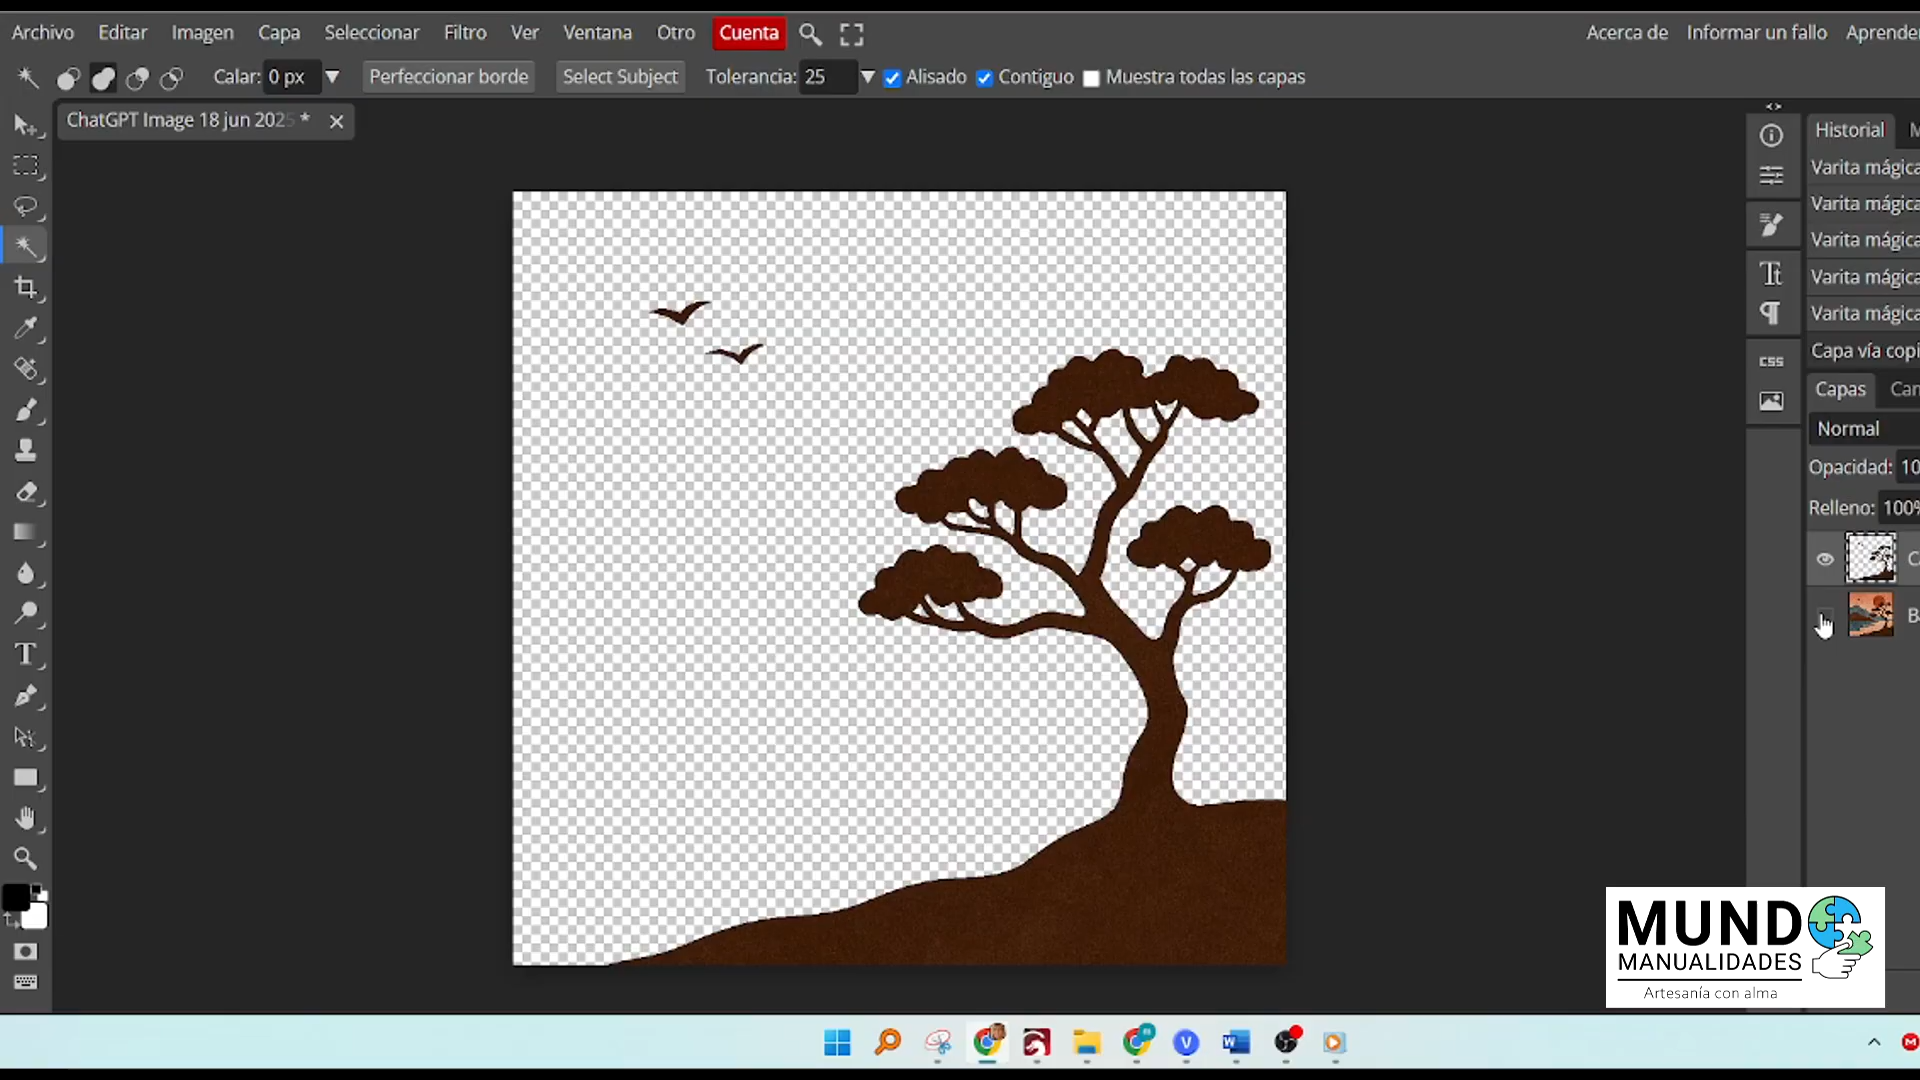 Archivo Editar Imagen Capa Seleccionar Filtro Ver Ventana Otro Cuenta Acerca de Informar un fallo Aprender
Calar: 0 px Perfeccionar borde Select Subject Tolerancia: 25 Alisado Contiguo Muestra todas las capas
ChatGPT Image 18 jun 2025 *
Historial
Varita mágica
Varita mágica
Varita mágica
Varita mágica
Varita mágica
Capa vía copi
CSS
Capas Can
Normal
Opacidad: 10
Relleno: 100%
MUNDO
MANUALIDADES
Artesanía con alma